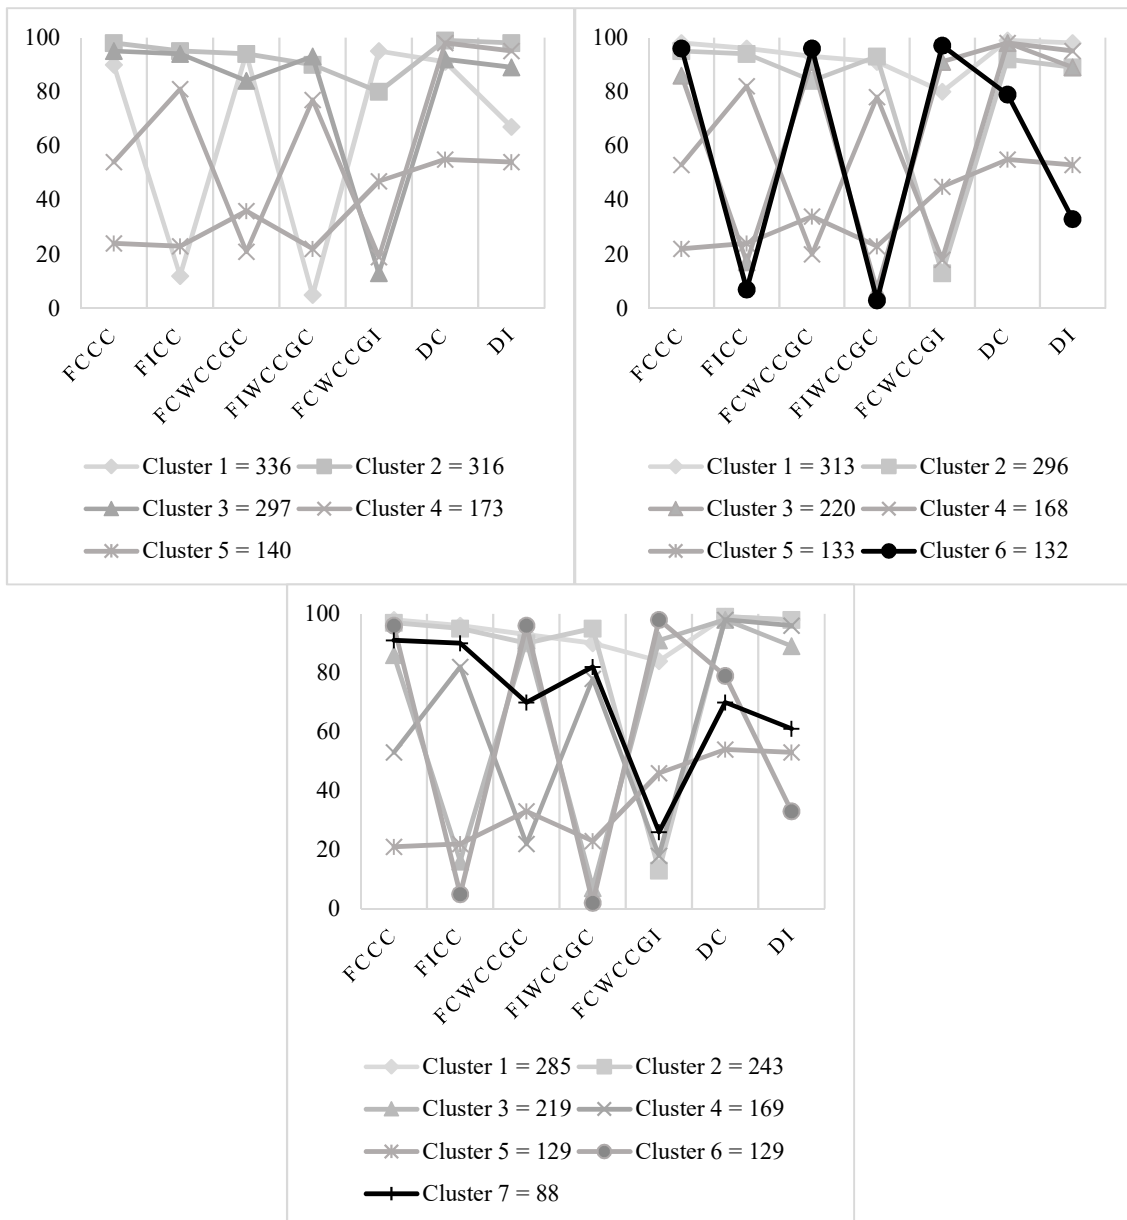 100
80
60
40
20
0
FCCC
FICC
FCWCCGC
FIWCCGC
FCWCCGI
DC
DI
Cluster 1 = 336 Cluster 2 = 316
Cluster 3 = 297 Cluster 4 = 173
Cluster 5 = 140
100
80
60
40
20
0
FCCC
FICC
FCWCCGC
FIWCCGC
FCWCCGI
DC
DI
Cluster 1 = 313 Cluster 2 = 296
Cluster 3 = 220 Cluster 4 = 168
Cluster 5 = 133 Cluster 6 = 132
100
80
60
40
20
0
FCCC
FICC
FCWCCGC
FIWCCGC
FCWCCGI
DC
DI
Cluster 1 = 285 Cluster 2 = 243
Cluster 3 = 219 Cluster 4 = 169
Cluster 5 = 129 Cluster 6 = 129
Cluster 7 = 88